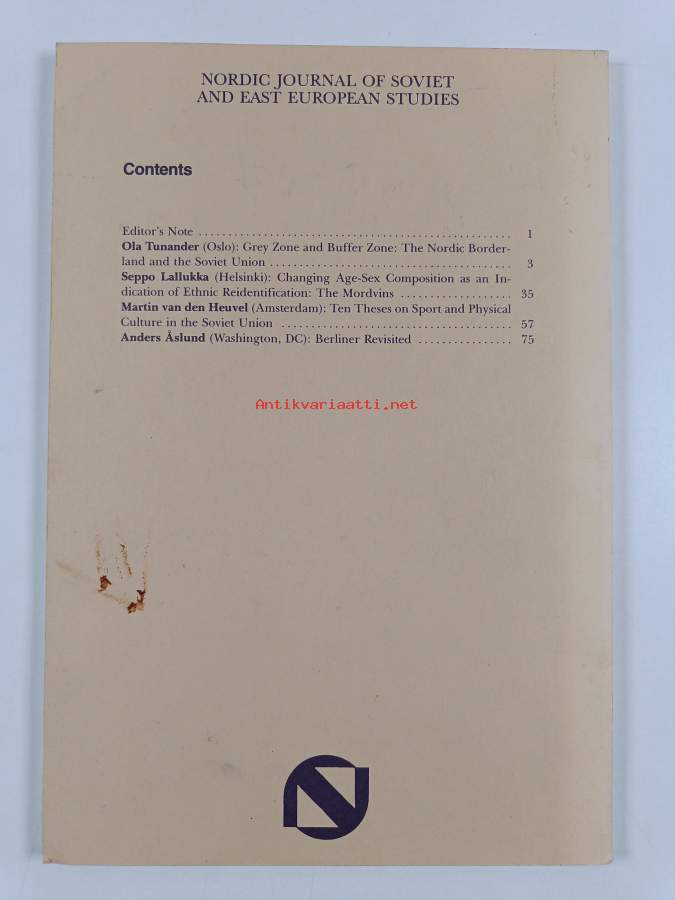 NORDIC JOURNAL OF SOVIET
AND EAST EUROPEAN STUDIES
Contents
Editor's Note .................................................... 1
Ola Tunander (Oslo): Grey Zone and Buffer Zone: The Nordic Border-
land and the Soviet Union ........................................ 3
Seppo Lallukka (Helsinki): Changing Age-Sex Composition as an In-
dication of Ethnic Reidentification: The Mordvins .................. 35
Martin van den Heuvel (Amsterdam): Ten Theses on Sport and Physical
Culture in the Soviet Union ...................................... 57
Anders Åslund (Washington, DC): Berliner Revisited ................ 75
Antikvariaatti.net